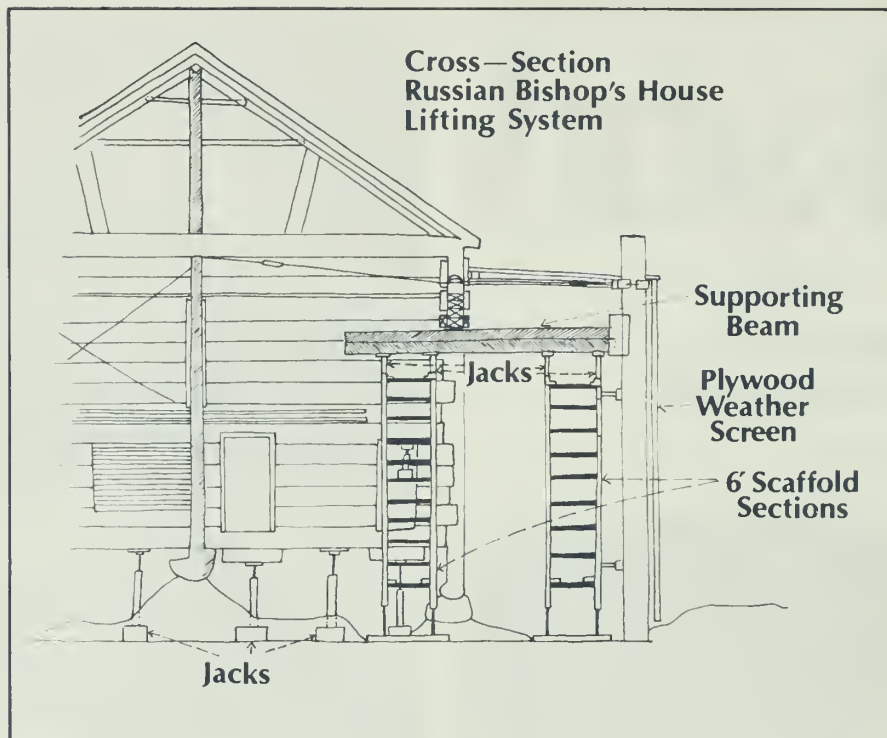 Cross—Section
Russian Bishop's House
Lifting System
Supporting
Beam
Jacks
Plywood
Weather
Screen
6' Scaffold
Sections
Jacks